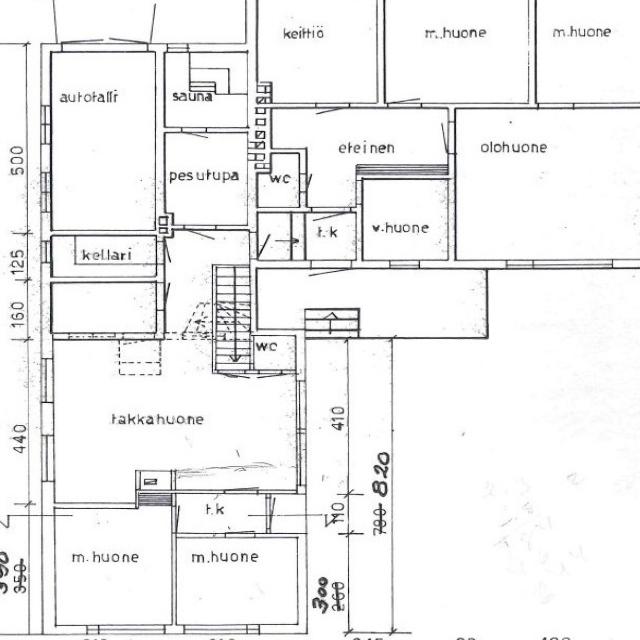 keittiö
m.huone
m.huone
autotalli
sauna
eteinen
olohuone
500
pesutupa
wc
t.k
v.huone
125
kellari
160
wc
takkahuone
410
440
820
780
t.k
110
m.huone
m.huone
350
300
260